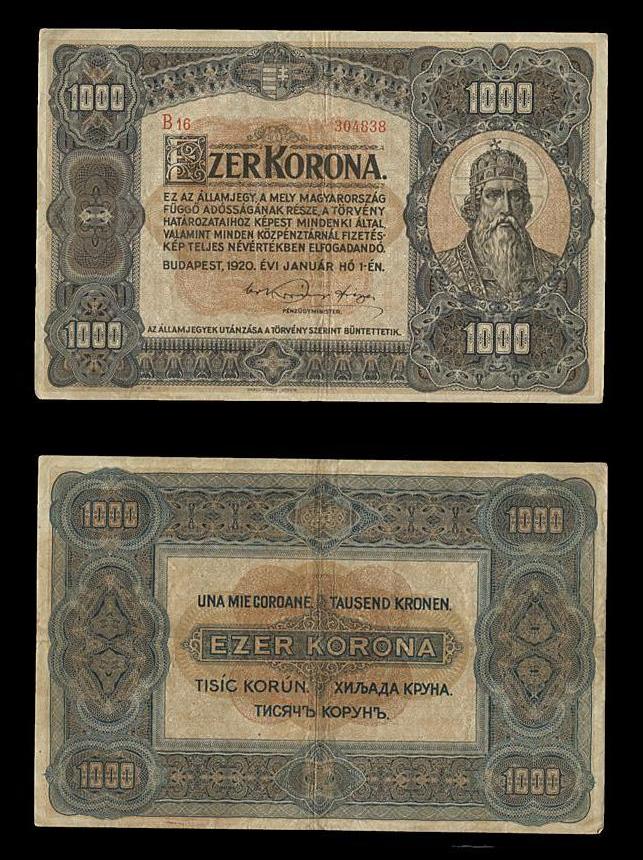 1000
1000
B 16 304838
EZER KORONA.
EZ AZ ÁLLAMJEGY, A MELY MAGYARORSZÁG
FÜGGŐ ADÓSSÁGÁNAK RÉSZE, A TÖRVÉNY
HATÁROZATAIHOZ KÉPEST MINDENKI ÁLTAL,
VALAMINT MINDEN KÖZPÉNZTÁRNÁL FIZETÉS-
KÉP TELJES NÉVÉRTÉKBEN ELFOGADANDÓ.
BUDAPEST, 1920. ÉVI JANUÁR HÓ 1-ÉN.
PÉNZÜGYMINISTER.
AZ ÁLLAMJEGYEK UTÁNZÁSA A TÖRVÉNY SZERINT BÜNTETTETIK.
1000
1000
1000
1000
UNA MIE COROANE. TAUSEND KRONEN.
EZER KORONA
TISÍC KORÚN. ХИЉАДА КРУНА.
ТИСЯЧЪ КОРУНЪ.
1000
1000